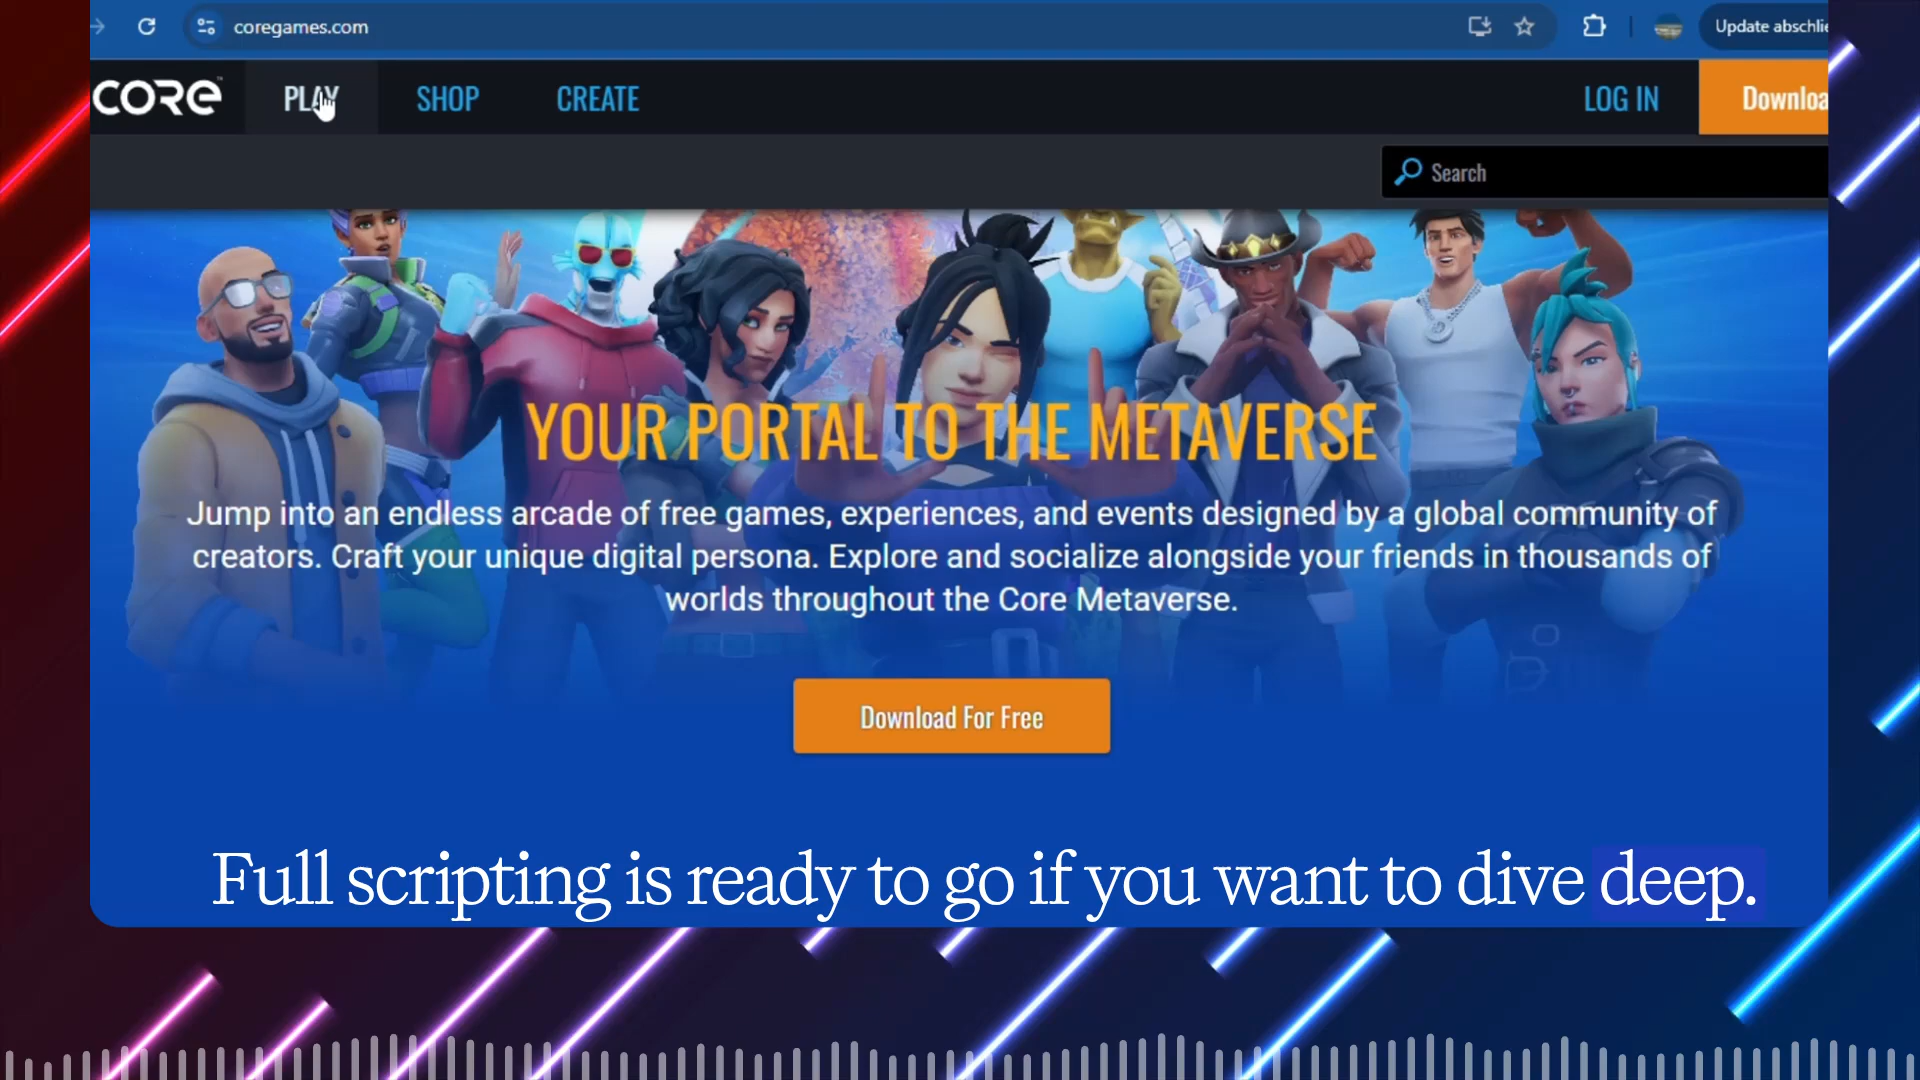 coregames.com
Update abschlie
CORE
PLAY
SHOP
CREATE
LOG IN
Downloa
Search
YOUR PORTAL TO THE METAVERSE
Jump into an endless arcade of free games, experiences, and events designed by a global community of
creators. Craft your unique digital persona. Explore and socialize alongside your friends in thousands of
worlds throughout the Core Metaverse.
Download For Free
Full scripting is ready to go if you want to dive deep.